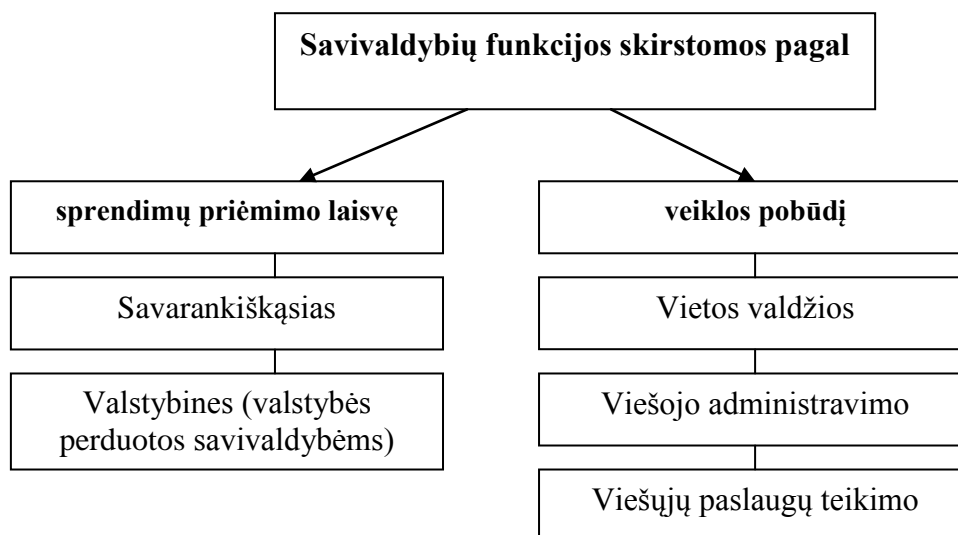 Savivaldybių funkcijos skirstomos pagal
sprendimų priėmimo laisvę
Savarankiškąsias
Valstybines (valstybės
perduotos savivaldybėms)
veiklos pobūdį
Vietos valdžios
Viešojo administravimo
Viešųjų paslaugų teikimo